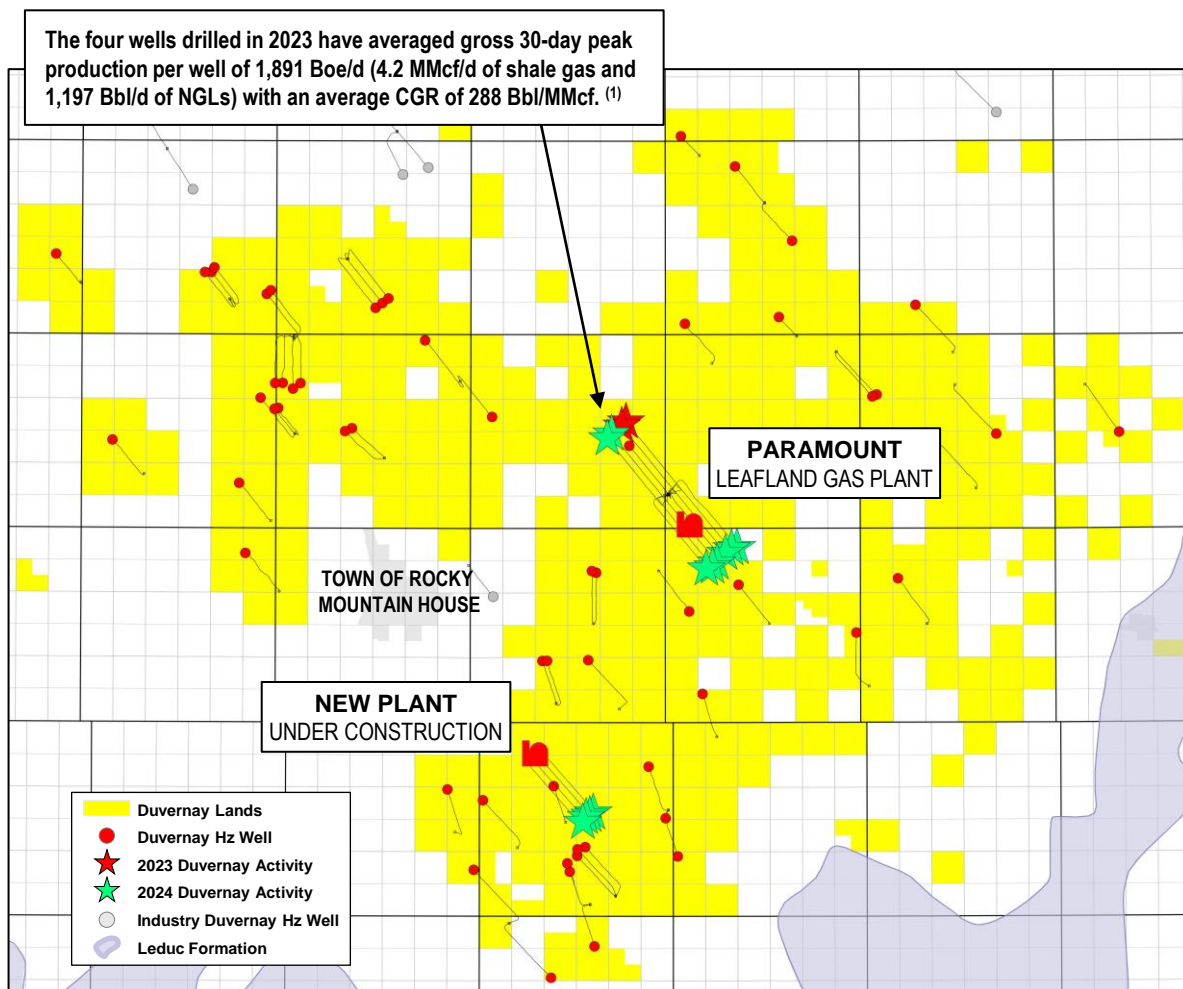 The four wells drilled in 2023 have averaged gross 30-day peak
production per well of 1,891 Boe/d (4.2 MMcf/d of shale gas and
1,197 Bbl/d of NGLs) with an average CGR of 288 Bbl/MMcf. (1)
PARAMOUNT
LEAFLAND GAS PLANT
TOWN OF ROCKY
MOUNTAIN HOUSE
NEW PLANT
UNDER CONSTRUCTION
Duvernay Lands
Duvernay Hz Well
2023 Duvernay Activity
2024 Duvernay Activity
Industry Duvernay Hz Well
Leduc Formation